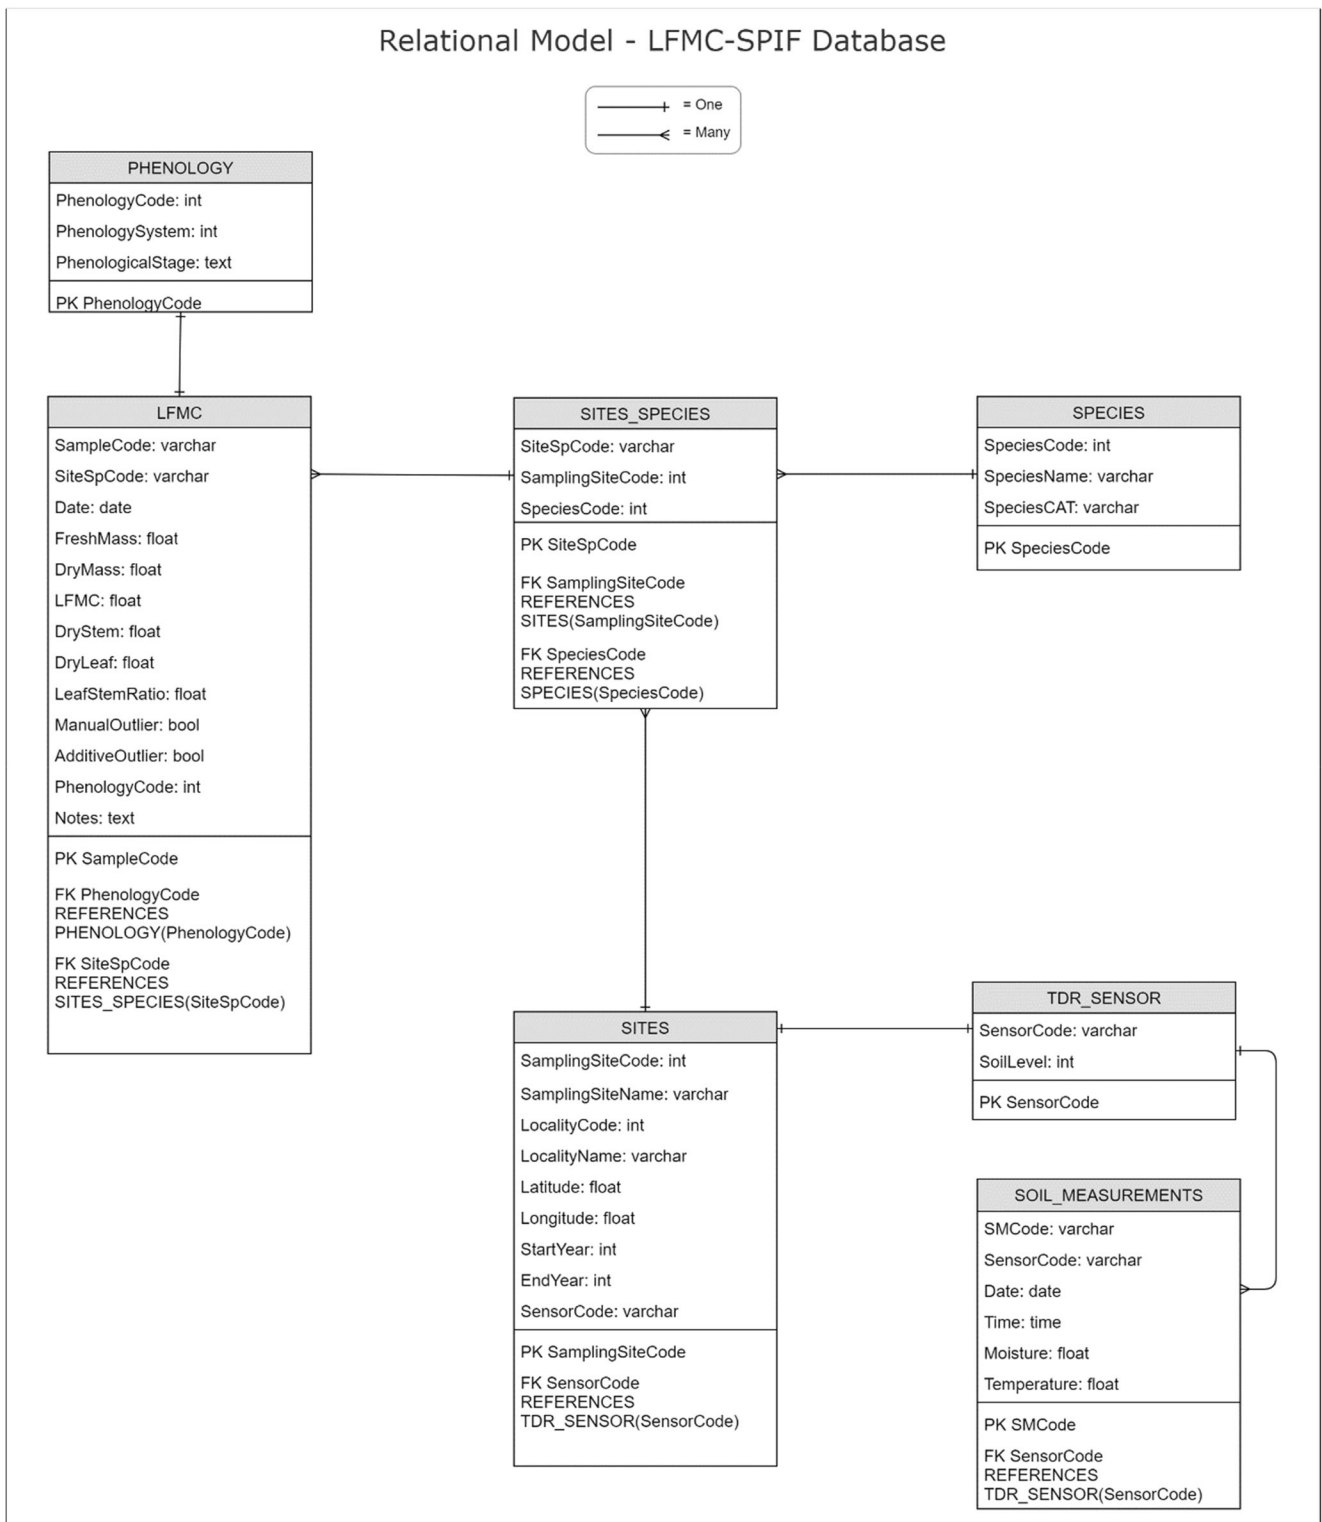 Relational Model - LFMC-SPIF Database
= One
= Many
PHENOLOGY
PhenologyCode: int
PhenologySystem: int
PhenologicalStage: text
PK PhenologyCode
LFMC
SampleCode: varchar
SiteSpCode: varchar
Date: date
FreshMass: float
DryMass: float
LFMC: float
DryStem: float
DryLeaf: float
LeafStemRatio: float
ManualOutlier: bool
AdditiveOutlier: bool
PhenologyCode: int
Notes: text
PK SampleCode
FK PhenologyCode
REFERENCES
PHENOLOGY(PhenologyCode)
FK SiteSpCode
REFERENCES
SITES_SPECIES(SiteSpCode)
SITES_SPECIES
SiteSpCode: varchar
SamplingSiteCode: int
SpeciesCode: int
PK SiteSpCode
FK SamplingSiteCode
REFERENCES
SITES(SamplingSiteCode)
FK SpeciesCode
REFERENCES
SPECIES(SpeciesCode)
SPECIES
SpeciesCode: int
SpeciesName: varchar
SpeciesCAT: varchar
PK SpeciesCode
SITES
SamplingSiteCode: int
SamplingSiteName: varchar
LocalityCode: int
LocalityName: varchar
Latitude: float
Longitude: float
StartYear: int
EndYear: int
SensorCode: varchar
PK SamplingSiteCode
FK SensorCode
REFERENCES
TDR_SENSOR(SensorCode)
TDR_SENSOR
SensorCode: varchar
SoilLevel: int
PK SensorCode
SOIL_MEASUREMENTS
SMCode: varchar
SensorCode: varchar
Date: date
Time: time
Moisture: float
Temperature: float
PK SMCode
FK SensorCode
REFERENCES
TDR_SENSOR(SensorCode)